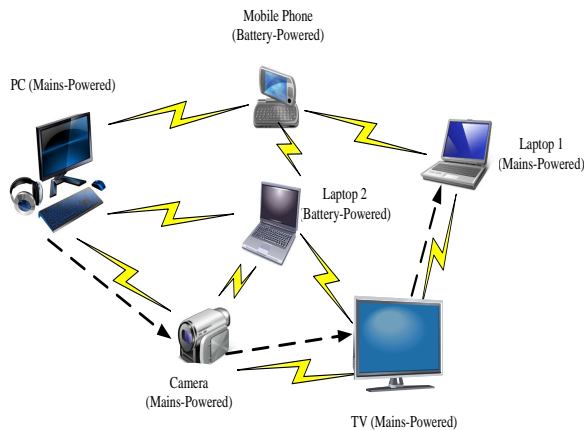 Mobile Phone
(Battery-Powered)
PC (Mains-Powered)
Laptop 1
(Mains-Powered)
Laptop 2
(Battery-Powered)
Camera
(Mains-Powered)
TV (Mains-Powered)